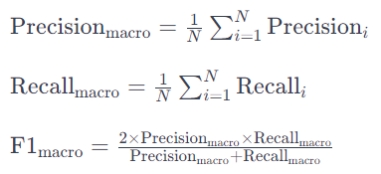 Precision_macro = 1/N ∑_{i=1}^{N} Precision_i
Recall_macro = 1/N ∑_{i=1}^{N} Recall_i
F1_macro = 2×Precision_macro×Recall_macro / Precision_macro+Recall_macro